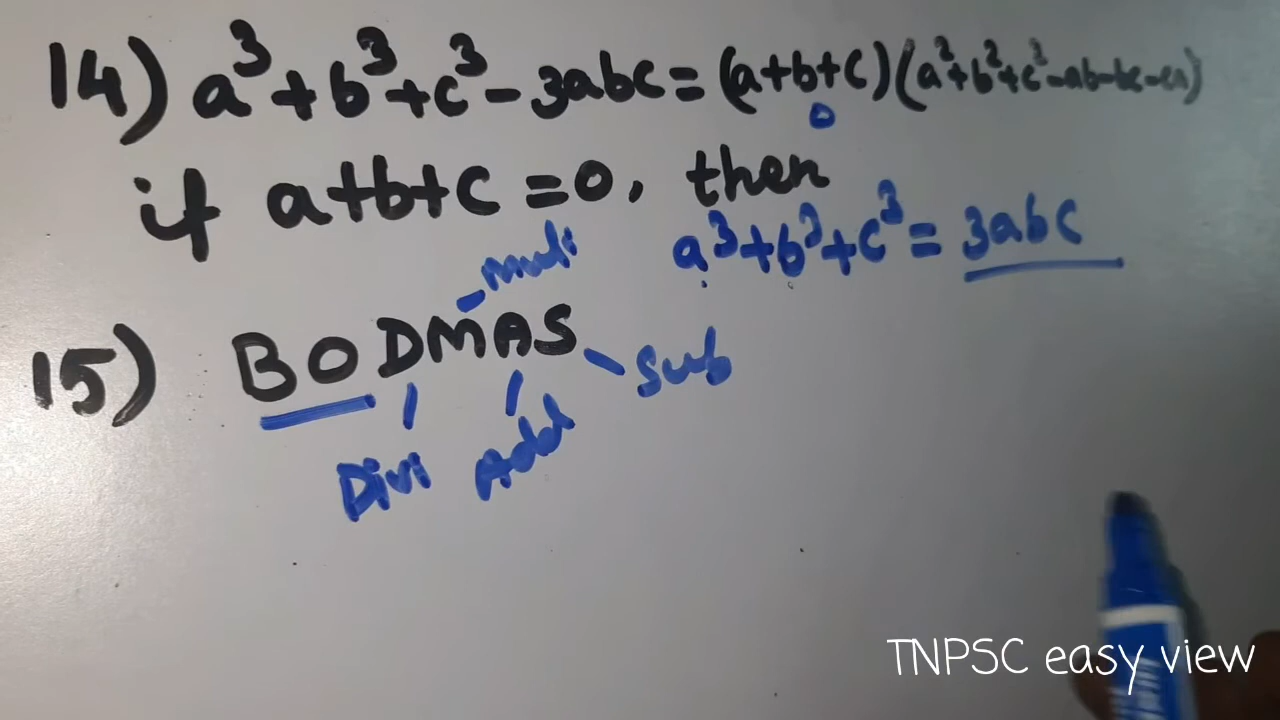 14) a³+b³+c³-3abc=(a+b+c)(a²+b²+c²-ab-bc-ca)
0
if a+b+c=0, then
a³+b³+c³=3abc
multi
15) BODMAS
Sub
Divi Add
TNPSC easy view